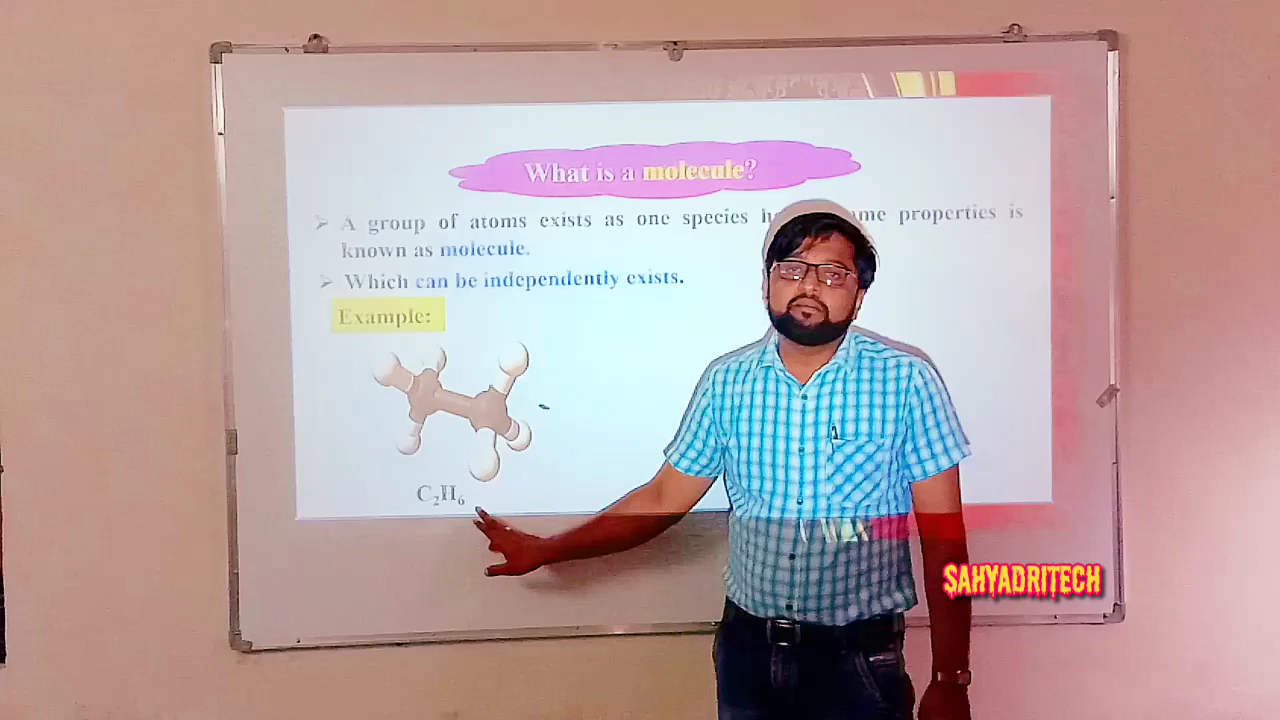 What is a molecule?
➢ A group of atoms exists as one species properties is
known as molecule.
➢ Which can be independently exists.
Example:
C₂H₆
SAHYADRITECH